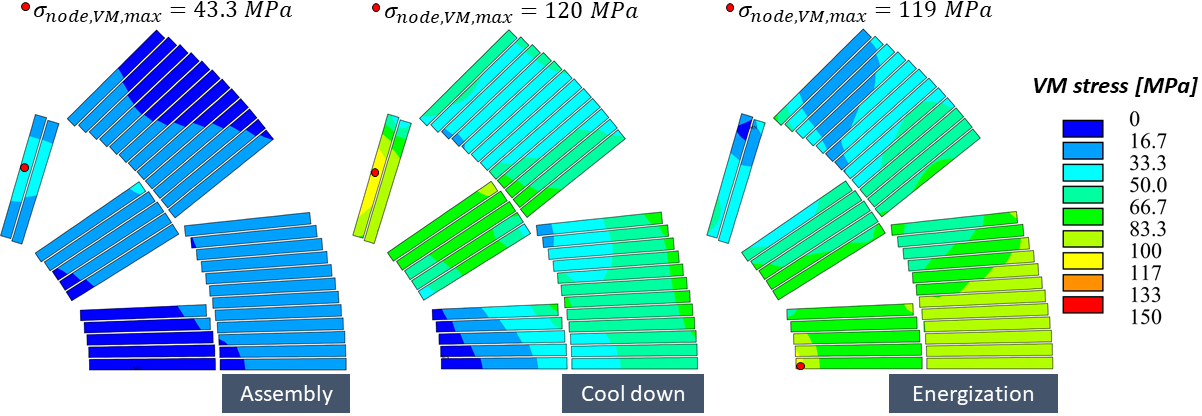 σnode,VM,max = 43.3 MPa
σnode,VM,max = 120 MPa
σnode,VM,max = 119 MPa
VM stress [MPa]
0
16.7
33.3
50.0
66.7
83.3
100
117
133
150
Assembly
Cool down
Energization